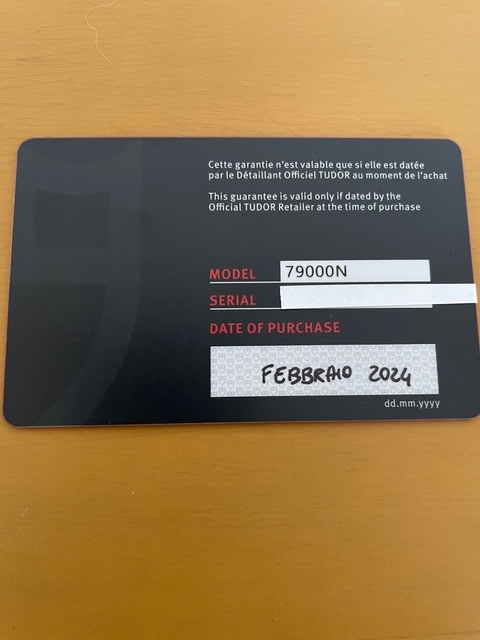 Cette garantie n'est valable que si elle est datée
par le Détaillant Officiel TUDOR au moment de l'achat
This guarantee is valid only if dated by the
Official TUDOR Retailer at the time of purchase
MODEL 79000N
SERIAL
DATE OF PURCHASE
FEBBRAIO 2024
dd.mm.yyyy